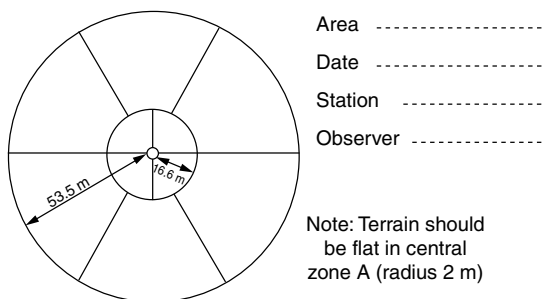 Area
Date
Station
Observer
53.5 m
16.6 m
Note: Terrain should
be flat in central
zone A (radius 2 m)